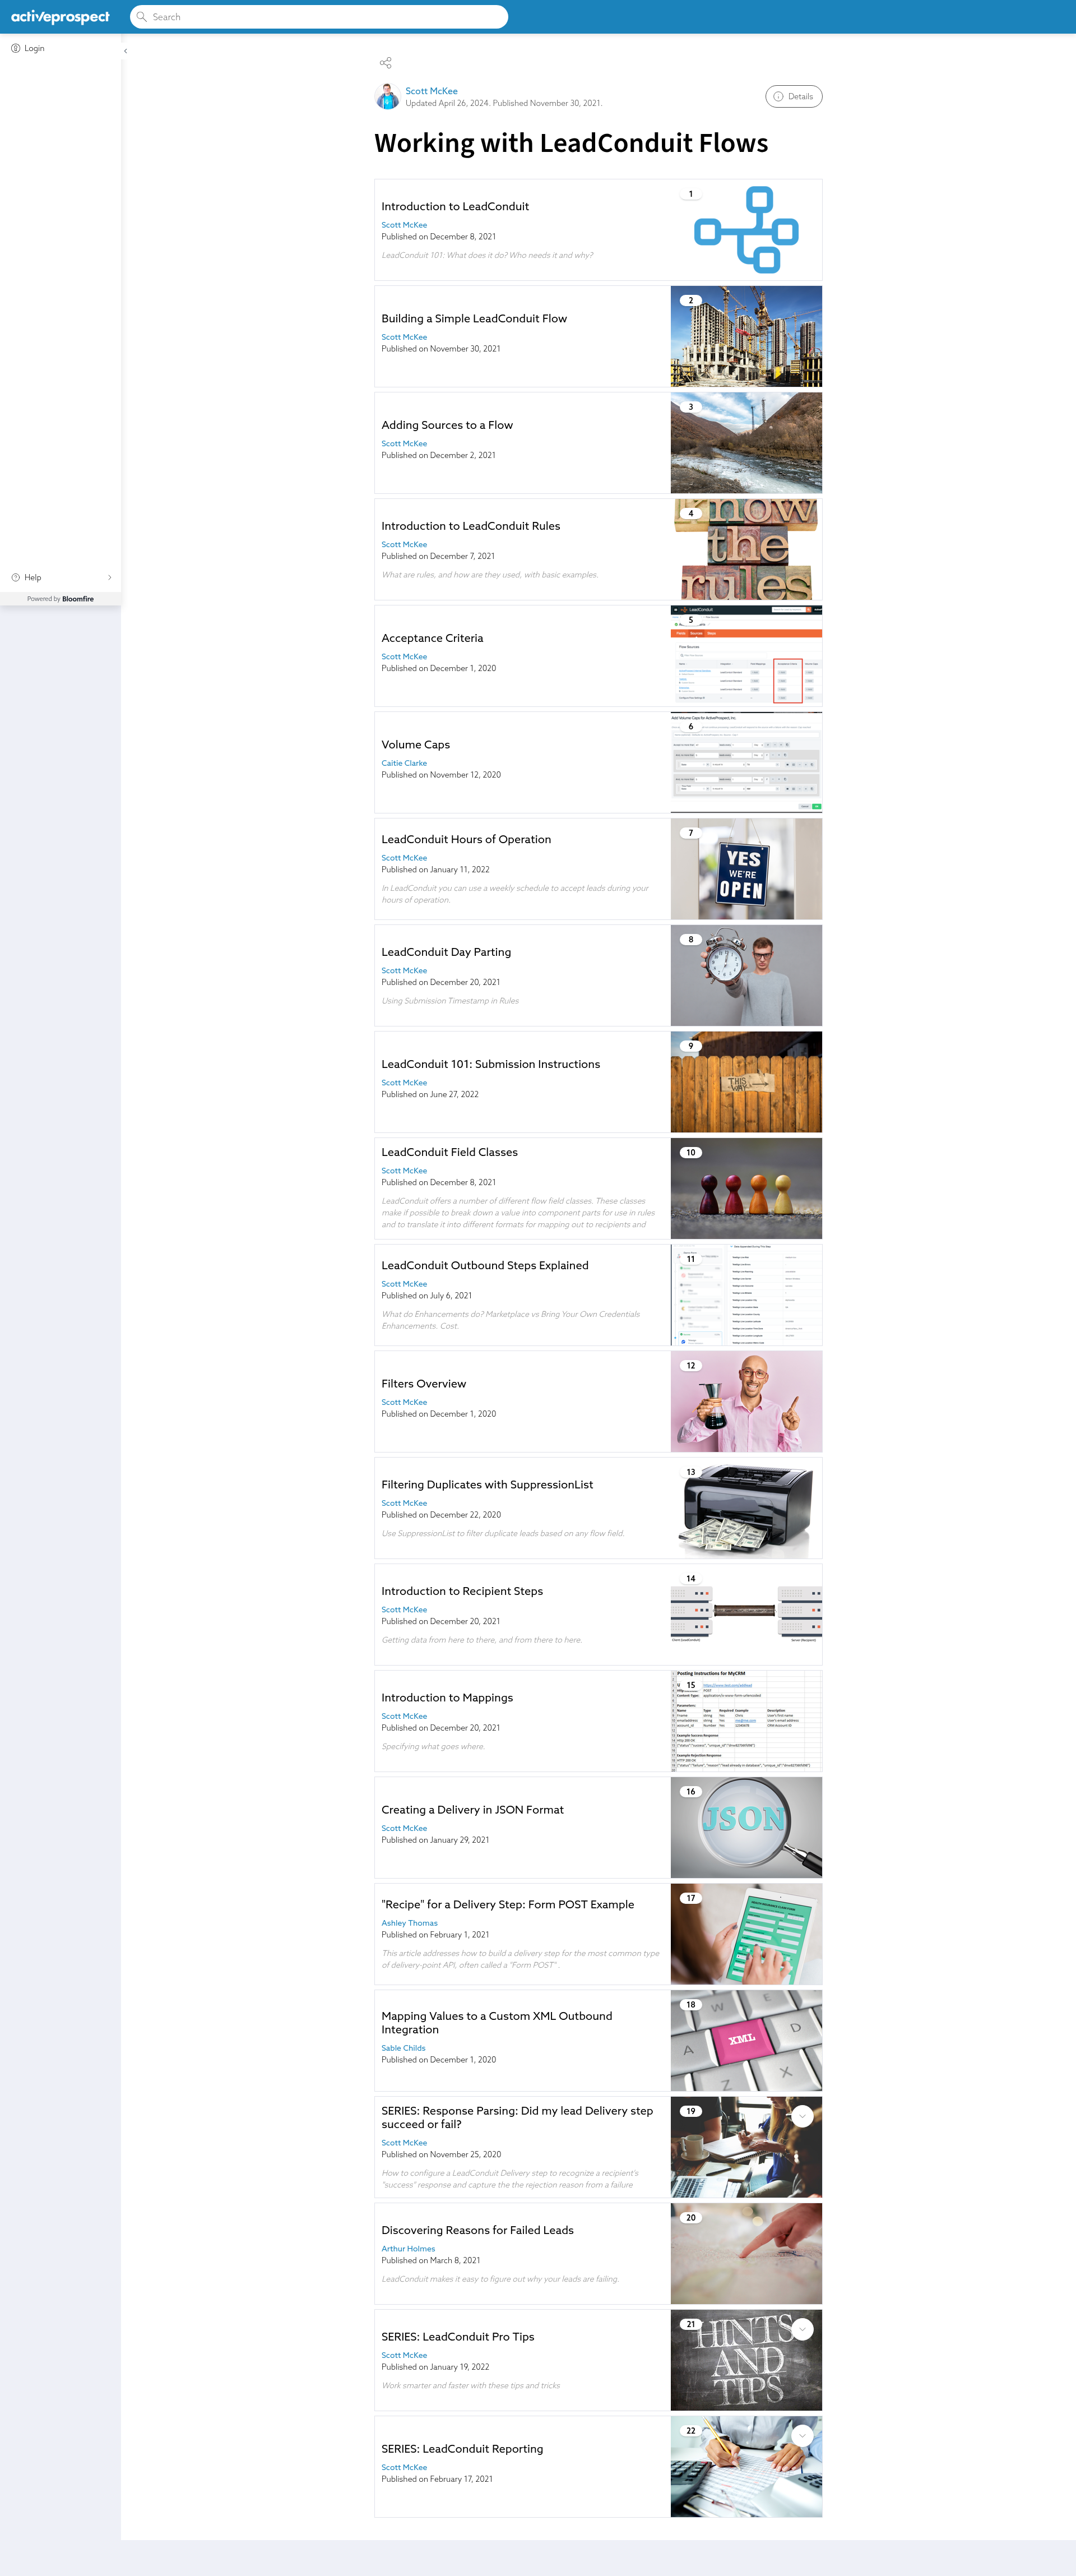 activeprospect
Search
Login
Scott McKee
Updated April 26, 2024. Published November 30, 2021.
Details
Working with LeadConduit Flows
1
Introduction to LeadConduit
Scott McKee
Published on December 8, 2021
LeadConduit 101: What does it do? Who needs it and why?
2
Building a Simple LeadConduit Flow
Scott McKee
Published on November 30, 2021
3
Adding Sources to a Flow
Scott McKee
Published on December 2, 2021
4
know
the
rules
Introduction to LeadConduit Rules
Scott McKee
Published on December 7, 2021
What are rules, and how are they used, with basic examples.
Help
Powered by Bloomfire
5
LeadConduit
Acceptance Criteria
Scott McKee
Published on December 1, 2020
6
Add Volume Caps for ActiveProspect, Inc.
Volume Caps
Caitie Clarke
Published on November 12, 2020
7
YES
WE'RE
OPEN
LeadConduit Hours of Operation
Scott McKee
Published on January 11, 2022
In LeadConduit you can use a weekly schedule to accept leads during your
hours of operation.
8
LeadConduit Day Parting
Scott McKee
Published on December 20, 2021
Using Submission Timestamp in Rules
9
THIS
WAY
LeadConduit 101: Submission Instructions
Scott McKee
Published on June 27, 2022
10
LeadConduit Field Classes
Scott McKee
Published on December 8, 2021
LeadConduit offers a number of different flow field classes. These classes
make if possible to break down a value into component parts for use in rules
and to translate it into different formats for mapping out to recipients and
11
LeadConduit Outbound Steps Explained
Scott McKee
Published on July 6, 2021
What do Enhancements do? Marketplace vs Bring Your Own Credentials
Enhancements. Cost.
12
Filters Overview
Scott McKee
Published on December 1, 2020
13
Filtering Duplicates with SuppressionList
Scott McKee
Published on December 22, 2020
Use SuppressionList to filter duplicate leads based on any flow field.
14
Introduction to Recipient Steps
Scott McKee
Published on December 20, 2021
Getting data from here to there, and from there to here.
Client (LeadConduit)
Server (Recipient)
15
Posting Instructions for MyCRM
Introduction to Mappings
Scott McKee
Published on December 20, 2021
Specifying what goes where.
16
JSON
Creating a Delivery in JSON Format
Scott McKee
Published on January 29, 2021
17
"Recipe" for a Delivery Step: Form POST Example
Ashley Thomas
Published on February 1, 2021
This article addresses how to build a delivery step for the most common type
of delivery-point API, often called a "Form POST" .
18
W E
A XML D
Z X
Mapping Values to a Custom XML Outbound
Integration
Sable Childs
Published on December 1, 2020
19
SERIES: Response Parsing: Did my lead Delivery step
succeed or fail?
Scott McKee
Published on November 25, 2020
How to configure a LeadConduit Delivery step to recognize a recipient's
"success" response and capture the the rejection reason from a failure
20
Discovering Reasons for Failed Leads
Arthur Holmes
Published on March 8, 2021
LeadConduit makes it easy to figure out why your leads are failing.
21
HINTS
AND
TIPS
SERIES: LeadConduit Pro Tips
Scott McKee
Published on January 19, 2022
Work smarter and faster with these tips and tricks
22
SERIES: LeadConduit Reporting
Scott McKee
Published on February 17, 2021